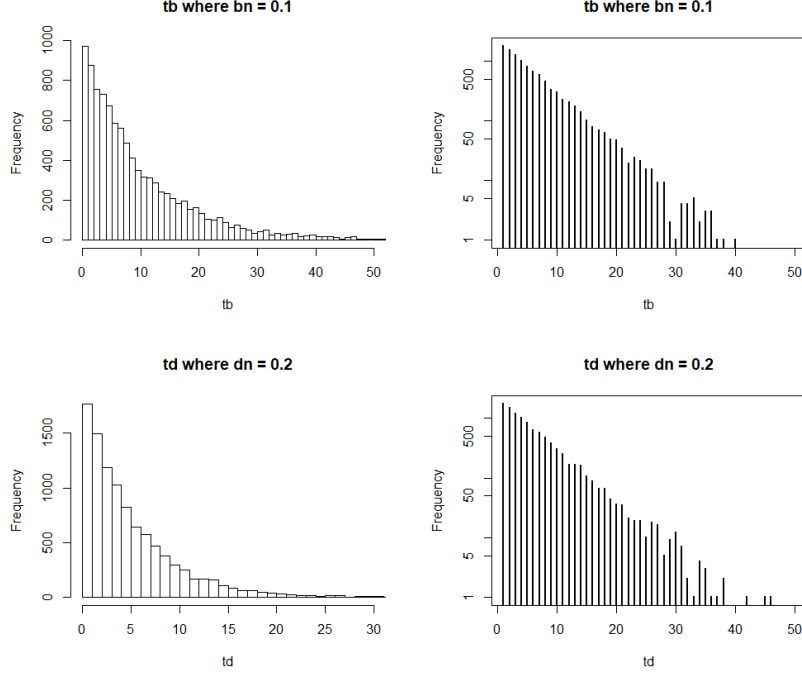 tb where bn = 0.1
Frequency
0 200 400 600 800 1000
0 10 20 30 40 50
tb
tb where bn = 0.1
Frequency
1 5 50 500
0 10 20 30 40 50
tb
td where dn = 0.2
Frequency
0 500 1000 1500
0 5 10 15 20 25 30
td
td where dn = 0.2
Frequency
1 5 50 500
0 10 20 30 40 50
td